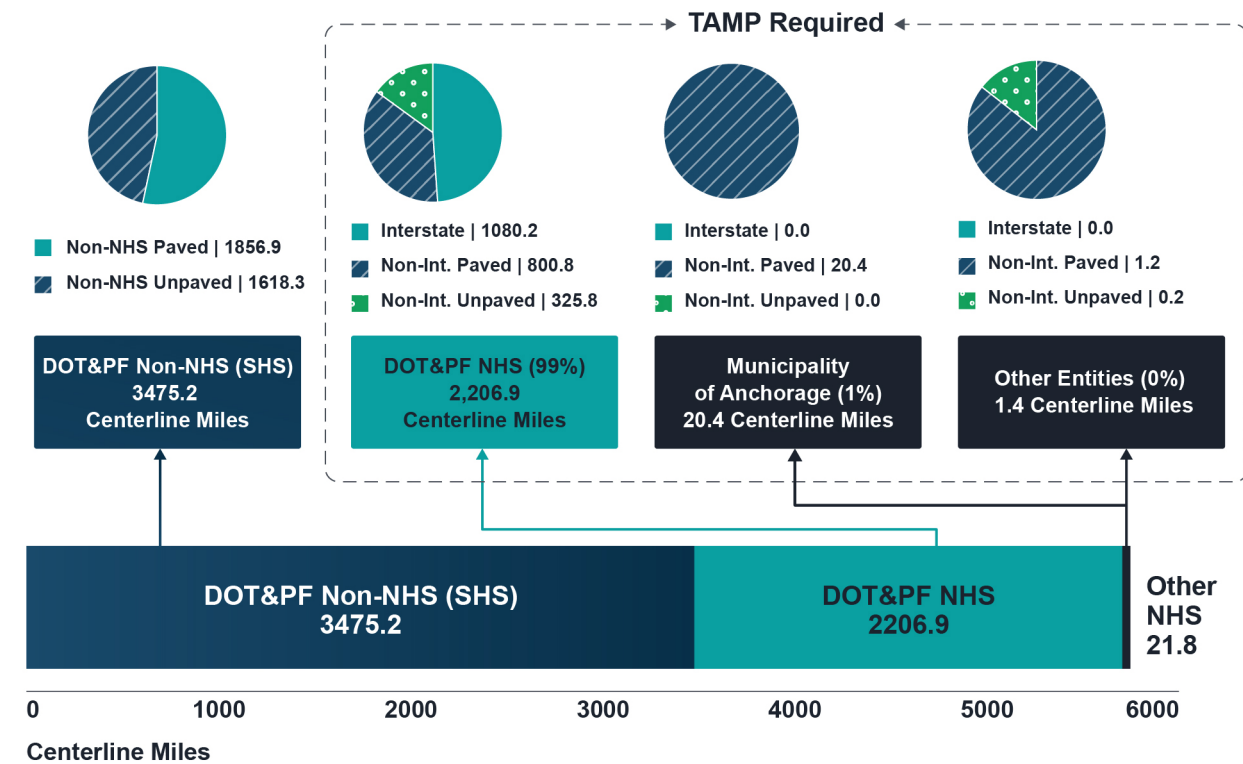 TAMP Required
Non-NHS Paved | 1856.9
Non-NHS Unpaved | 1618.3
Interstate | 1080.2
Non-Int. Paved | 800.8
Non-Int. Unpaved | 325.8
Interstate | 0.0
Non-Int. Paved | 20.4
Non-Int. Unpaved | 0.0
Interstate | 0.0
Non-Int. Paved | 1.2
Non-Int. Unpaved | 0.2
DOT&PF Non-NHS (SHS)
3475.2
Centerline Miles
DOT&PF NHS (99%)
2,206.9
Centerline Miles
Municipality
of Anchorage (1%)
20.4 Centerline Miles
Other Entities (0%)
1.4 Centerline Miles
DOT&PF Non-NHS (SHS)
3475.2
DOT&PF NHS
2206.9
Other
NHS
21.8
0 1000 2000 3000 4000 5000 6000
Centerline Miles